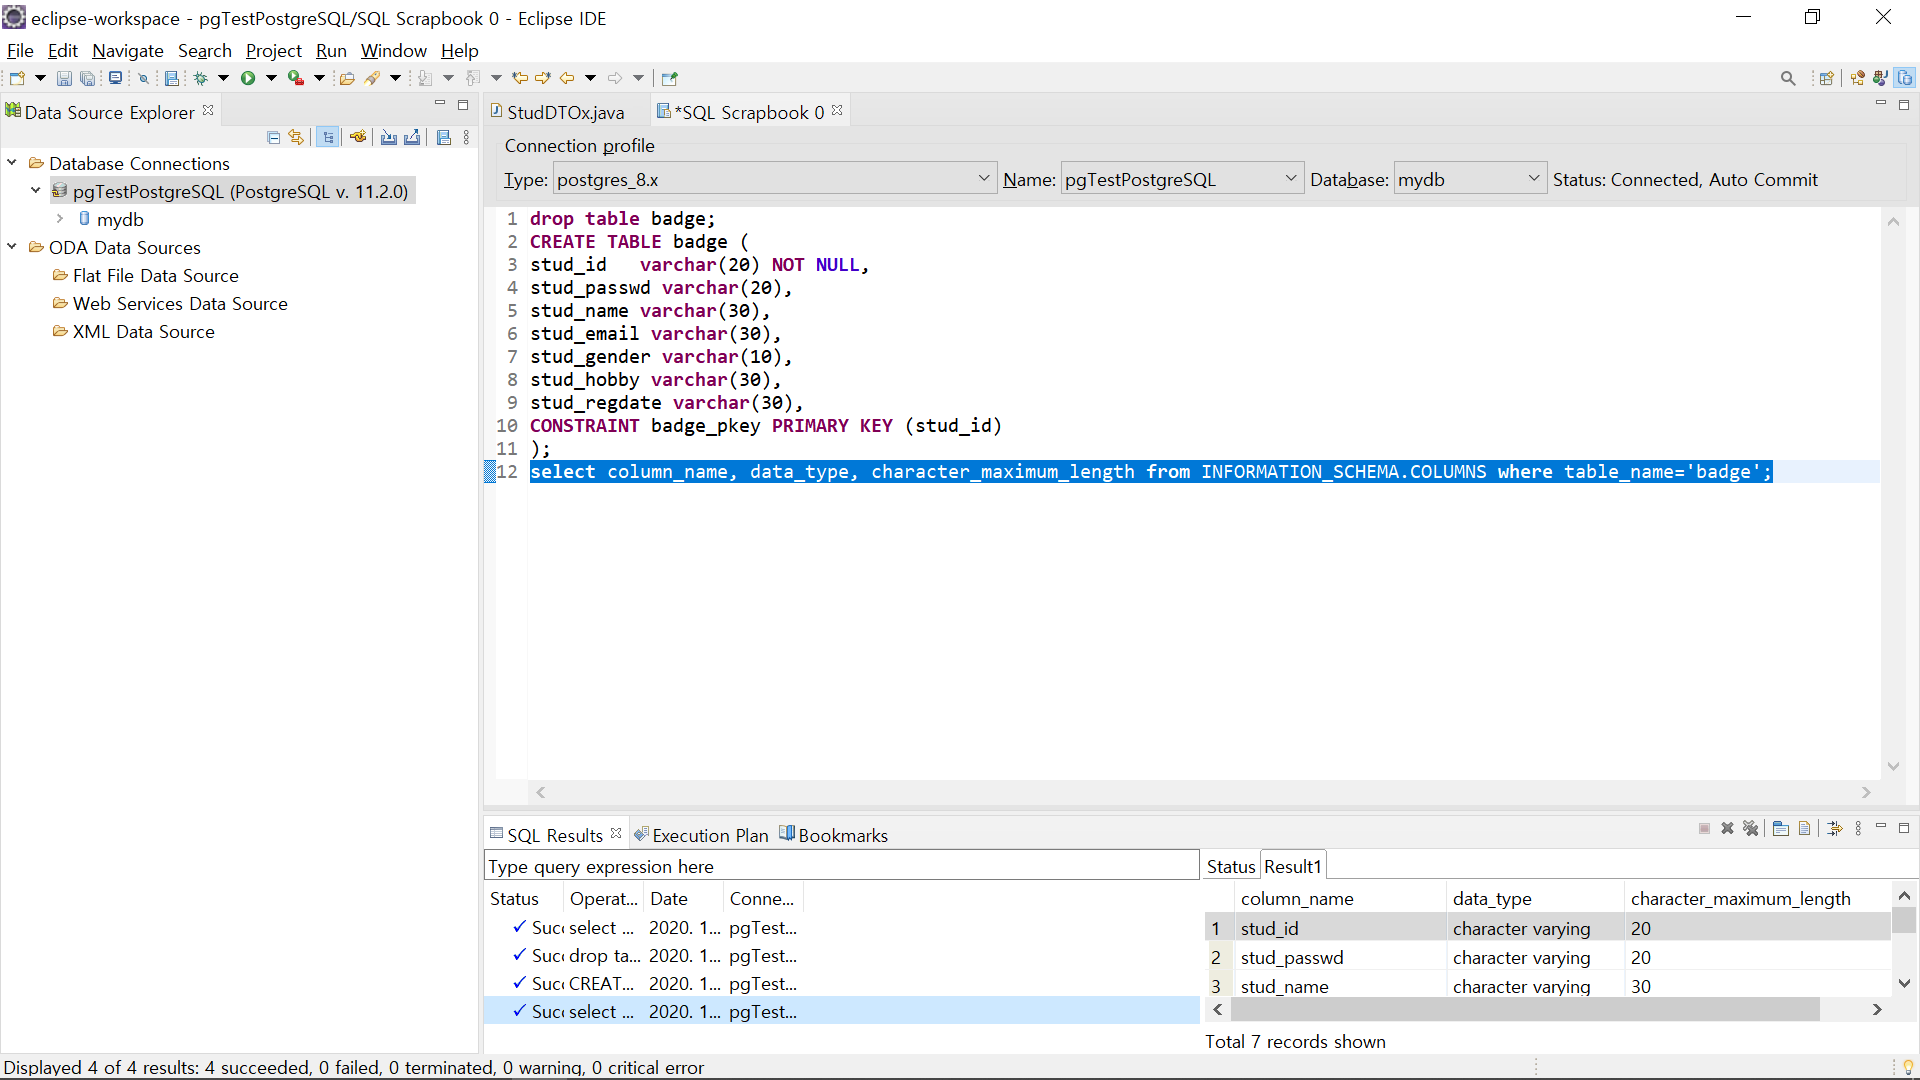 eclipse-workspace - pgTestPostgreSQL/SQL Scrapbook 0 - Eclipse IDE
File Edit Navigate Search Project Run Window Help
Data Source Explorer
Database Connections
pgTestPostgreSQL (PostgreSQL v. 11.2.0)
mydb
ODA Data Sources
Flat File Data Source
Web Services Data Source
XML Data Source
StudDTOx.java *SQL Scrapbook 0
Connection profile
Type: postgres_8.x Name: pgTestPostgreSQL Database: mydb Status: Connected, Auto Commit
1 drop table badge;
2 CREATE TABLE badge (
3 stud_id   varchar(20) NOT NULL,
4 stud_passwd varchar(20),
5 stud_name varchar(30),
6 stud_email varchar(30),
7 stud_gender varchar(10),
8 stud_hobby varchar(30),
9 stud_regdate varchar(30),
10 CONSTRAINT badge_pkey PRIMARY KEY (stud_id)
11 );
12 select column_name, data_type, character_maximum_length from INFORMATION_SCHEMA.COLUMNS where table_name='badge';
SQL Results Execution Plan Bookmarks
Type query expression here
Status Operat... Date Conne...
Succ select ... 2020. 1... pgTest...
Succ drop ta... 2020. 1... pgTest...
Succ CREAT... 2020. 1... pgTest...
Succ select ... 2020. 1... pgTest...
Status Result1
column_name data_type character_maximum_length
1 stud_id character varying 20
2 stud_passwd character varying 20
3 stud_name character varying 30
Total 7 records shown
Displayed 4 of 4 results: 4 succeeded, 0 failed, 0 terminated, 0 warning, 0 critical error